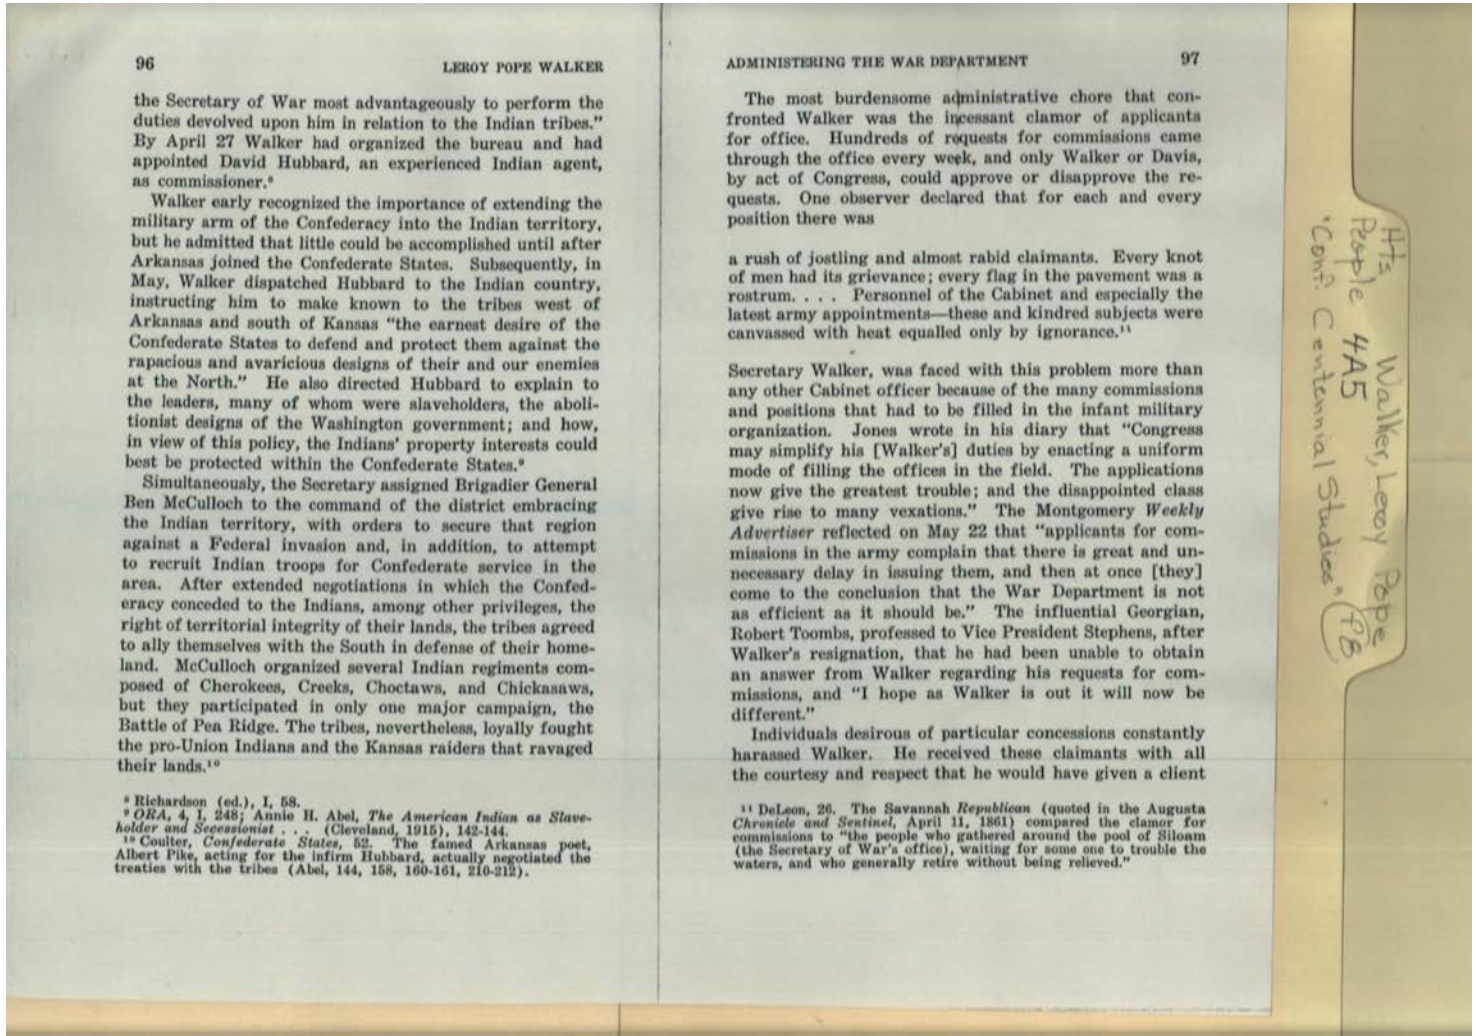 96
LEROY POPE WALKER
the Secretary of War most advantageously to perform the
duties devolved upon him in relation to the Indian tribes."
By April 27 Walker had organized the bureau and had
appointed David Hubbard, an experienced Indian agent,
as commissioner.⁸
Walker early recognized the importance of extending the
military arm of the Confederacy into the Indian territory,
but he admitted that little could be accomplished until after
Arkansas joined the Confederate States. Subsequently, in
May, Walker dispatched Hubbard to the Indian country,
instructing him to make known to the tribes west of
Arkansas and south of Kansas "the earnest desire of the
Confederate States to defend and protect them against the
rapacious and avaricious designs of their and our enemies
at the North." He also directed Hubbard to explain to
the leaders, many of whom were slaveholders, the aboli-
tionist designs of the Washington government; and how,
in view of this policy, the Indians' property interests could
best be protected within the Confederate States.⁹
Simultaneously, the Secretary assigned Brigadier General
Ben McCulloch to the command of the district embracing
the Indian territory, with orders to secure that region
against a Federal invasion and, in addition, to attempt
to recruit Indian troops for Confederate service in the
area. After extended negotiations in which the Confed-
eracy conceded to the Indians, among other privileges, the
right of territorial integrity of their lands, the tribes agreed
to ally themselves with the South in defense of their home-
land. McCulloch organized several Indian regiments com-
posed of Cherokees, Creeks, Choctaws, and Chickasaws,
but they participated in only one major campaign, the
Battle of Pea Ridge. The tribes, nevertheless, loyally fought
the pro-Union Indians and the Kansas raiders that ravaged
their lands.¹⁰
⁸ Richardson (ed.), I, 58.
⁹ ORA, 4, I, 248; Annie H. Abel, The American Indian as Slave-
holder and Secessionist . . . (Cleveland, 1915), 142-144.
¹⁰ Coulter, Confederate States, 52. The famed Arkansas poet,
Albert Pike, acting for the infirm Hubbard, actually negotiated the
treaties with the tribes (Abel, 144, 158, 160-161, 210-212).
ADMINISTERING THE WAR DEPARTMENT
97
The most burdensome administrative chore that con-
fronted Walker was the incessant clamor of applicants
for office. Hundreds of requests for commissions came
through the office every week, and only Walker or Davis,
by act of Congress, could approve or disapprove the re-
quests. One observer declared that for each and every
position there was
a rush of jostling and almost rabid claimants. Every knot
of men had its grievance; every flag in the pavement was a
rostrum. . . . Personnel of the Cabinet and especially the
latest army appointments—these and kindred subjects were
canvassed with heat equalled only by ignorance.¹¹
Secretary Walker, was faced with this problem more than
any other Cabinet officer because of the many commissions
and positions that had to be filled in the infant military
organization. Jones wrote in his diary that "Congress
may simplify his [Walker's] duties by enacting a uniform
mode of filling the offices in the field. The applications
now give the greatest trouble; and the disappointed class
give rise to many vexations." The Montgomery Weekly
Advertiser reflected on May 22 that "applicants for com-
missions in the army complain that there is great and un-
necessary delay in issuing them, and then at once [they]
come to the conclusion that the War Department is not
as efficient as it should be." The influential Georgian,
Robert Toombs, professed to Vice President Stephens, after
Walker's resignation, that he had been unable to obtain
an answer from Walker regarding his requests for com-
missions, and "I hope as Walker is out it will now be
different."
Individuals desirous of particular concessions constantly
harassed Walker. He received these claimants with all
the courtesy and respect that he would have given a client
¹¹ DeLeon, 26. The Savannah Republican (quoted in the Augusta
Chronicle and Sentinel, April 11, 1861) compared the clamor for
commissions to "the people who gathered around the pool of Siloam
(the Secretary of War's office), waiting for some one to trouble the
waters, and who generally retire without being relieved."
Hts
People Walker, Leroy Pope
4A5
"Conf. Centennial Studies" P8